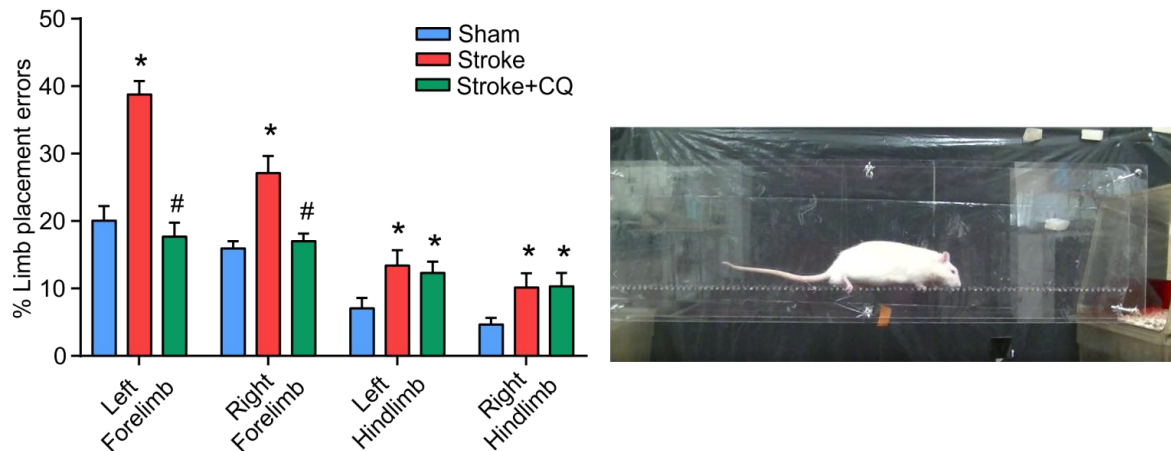 % Limb placement errors
50
40
30
20
10
0
Sham
Stroke
Stroke+CQ
*
#
*
#
*
*
*
*
Left
Forelimb
Right
Forelimb
Left
Hindlimb
Right
Hindlimb